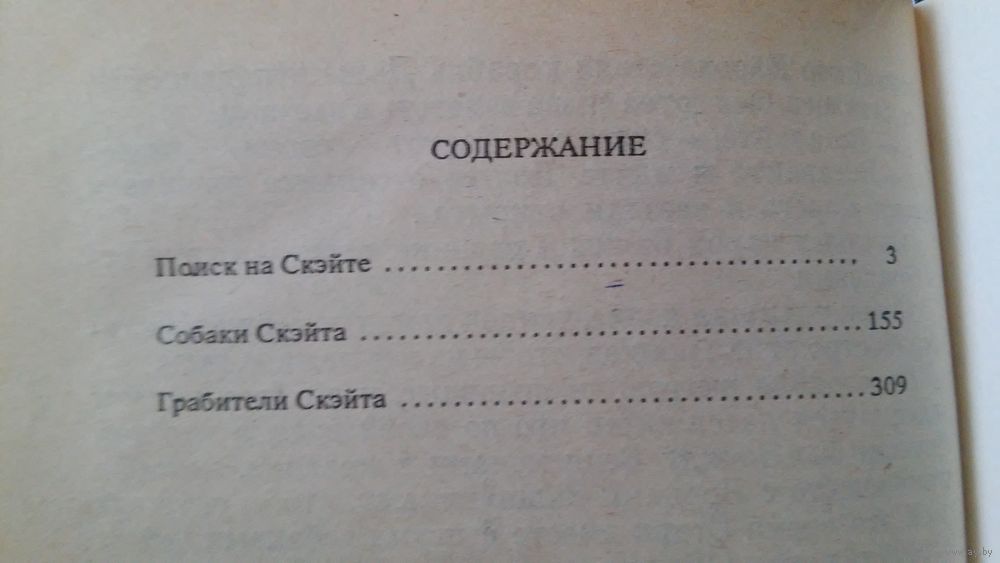 СОДЕРЖАНИЕ
Поиск на Скэйте ..................................... 3
Собаки Скэйта ....................................... 155
Грабители Скэйта .................................... 309